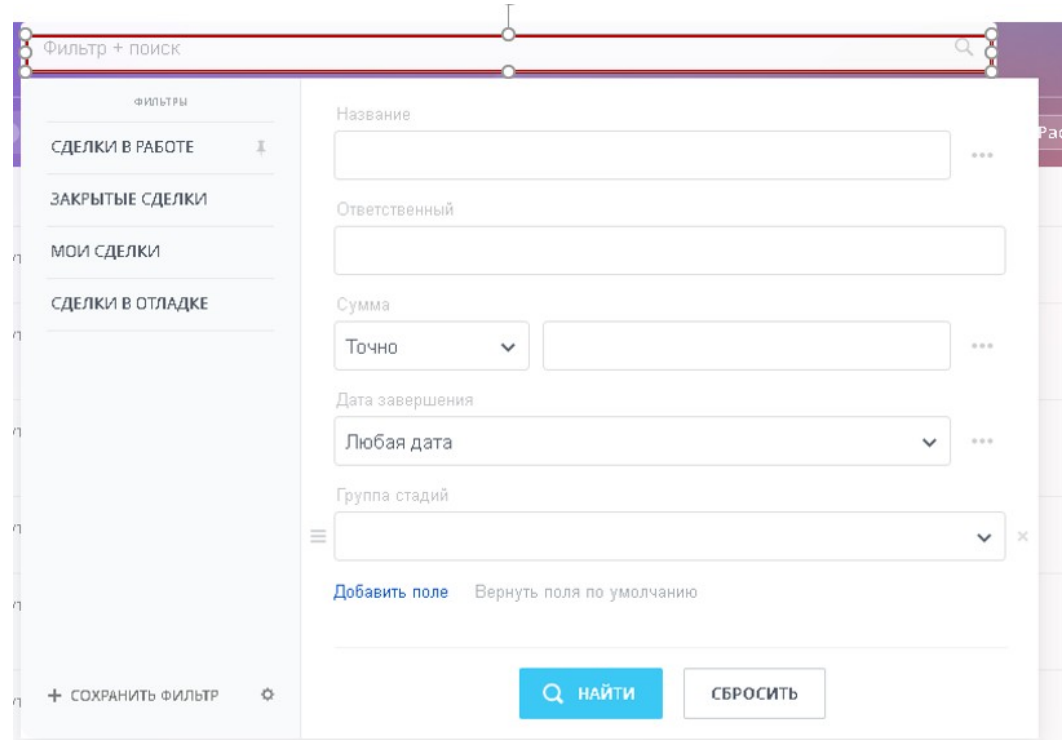 Фильтр + поиск
ФИЛЬТРЫ
СДЕЛКИ В РАБОТЕ
ЗАКРЫТЫЕ СДЕЛКИ
МОИ СДЕЛКИ
СДЕЛКИ В ОТЛАДКЕ
+ СОХРАНИТЬ ФИЛЬТР
Название
Ответственный
Сумма
Точно
Дата завершения
Любая дата
Группа стадий
Добавить поле Вернуть поля по умолчанию
НАЙТИ СБРОСИТЬ
Рас